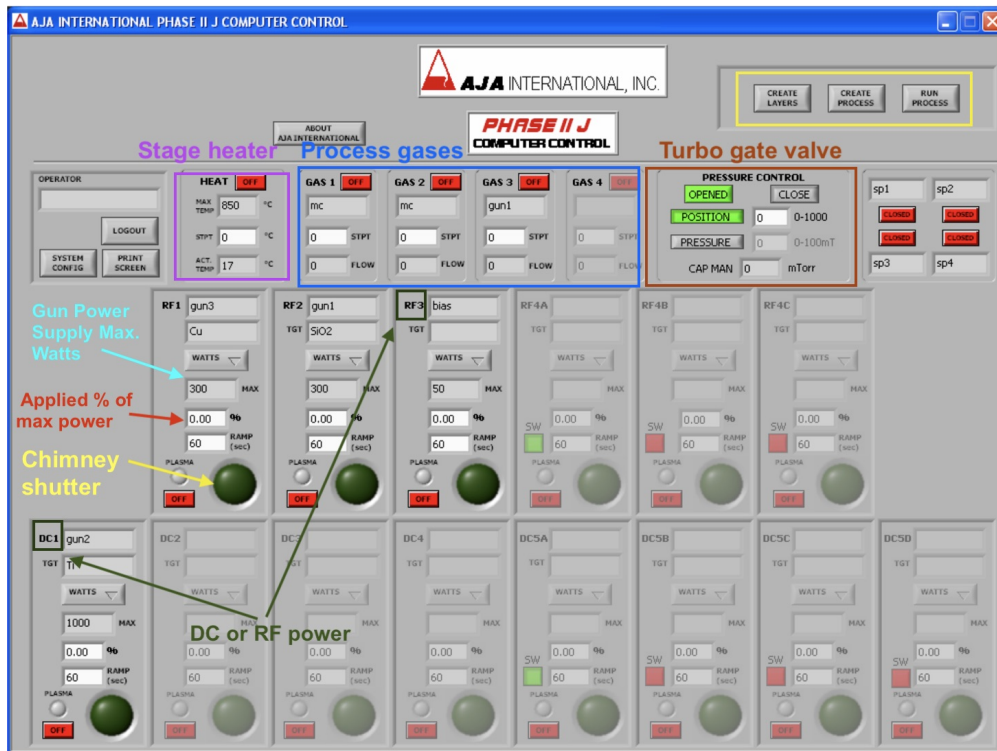 AJA INTERNATIONAL PHASE II J COMPUTER CONTROL
AJA INTERNATIONAL, INC.
CREATE LAYERS
CREATE PROCESS
RUN PROCESS
ABOUT AJA INTERNATIONAL
PHASE II J
COMPUTER CONTROL
Stage heater
Process gases
Turbo gate valve
OPERATOR
LOGOUT
SYSTEM CONFIG
PRINT SCREEN
HEAT OFF
MAX TEMP 850 °C
STPT 0 °C
ACT. TEMP 17 °C
GAS 1 OFF
mc
0 STPT
0 FLOW
GAS 2 OFF
mc
0 STPT
0 FLOW
GAS 3 OFF
gun1
0 STPT
0 FLOW
GAS 4 OFF
0 STPT
0 FLOW
PRESSURE CONTROL
OPENED CLOSE
POSITION 0 0-1000
PRESSURE 0 0-100mT
CAP MAN 0 mTorr
sp1 sp2
CLOSED CLOSED
CLOSED CLOSED
sp3 sp4
Gun Power
Supply Max.
Watts
Applied % of
max power
Chimney
shutter
RF1 gun3
Cu
WATTS
300 MAX
0.00 %
60 RAMP (sec)
PLASMA
OFF
RF2 gun1
TGT SiO2
WATTS
300 MAX
0.00 %
60 RAMP (sec)
PLASMA
OFF
RF3 bias
TGT
WATTS
50 MAX
0.00 %
60 RAMP (sec)
PLASMA
OFF
RF4A
TGT
WATTS
MAX
0.00 %
SW 60 RAMP (sec)
PLASMA
OFF
RF4B
TGT
WATTS
MAX
0.00 %
SW 60 RAMP (sec)
PLASMA
OFF
RF4C
TGT
WATTS
MAX
0.00 %
SW 60 RAMP (sec)
PLASMA
OFF
DC1 gun2
TGT Ti
WATTS
1000 MAX
0.00 %
60 RAMP (sec)
PLASMA
OFF
DC2
TGT
WATTS
MAX
0.00 %
60 RAMP (sec)
PLASMA
OFF
DC3
TGT
WATTS
MAX
0.00 %
60 RAMP (sec)
PLASMA
OFF
DC or RF power
DC4
TGT
WATTS
MAX
0.00 %
60 RAMP (sec)
PLASMA
OFF
DC5A
TGT
WATTS
MAX
0.00 %
SW 60 RAMP (sec)
PLASMA
OFF
DC5B
TGT
WATTS
MAX
0.00 %
SW 60 RAMP (sec)
PLASMA
OFF
DC5C
TGT
WATTS
MAX
0.00 %
SW 60 RAMP (sec)
PLASMA
OFF
DC5D
TGT
WATTS
MAX
0.00 %
SW 60 RAMP (sec)
PLASMA
OFF